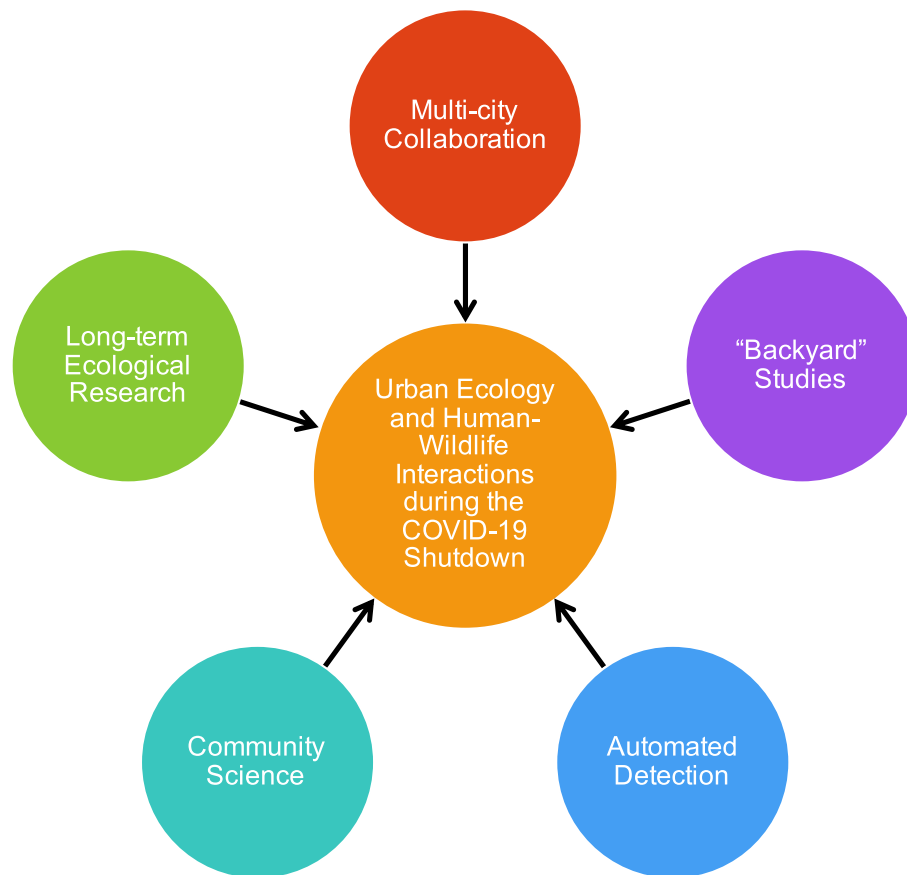 Multi-city
Collaboration
Long-term
Ecological
Research
“Backyard”
Studies
Urban Ecology
and Human-
Wildlife
Interactions
during the
COVID-19
Shutdown
Community
Science
Automated
Detection